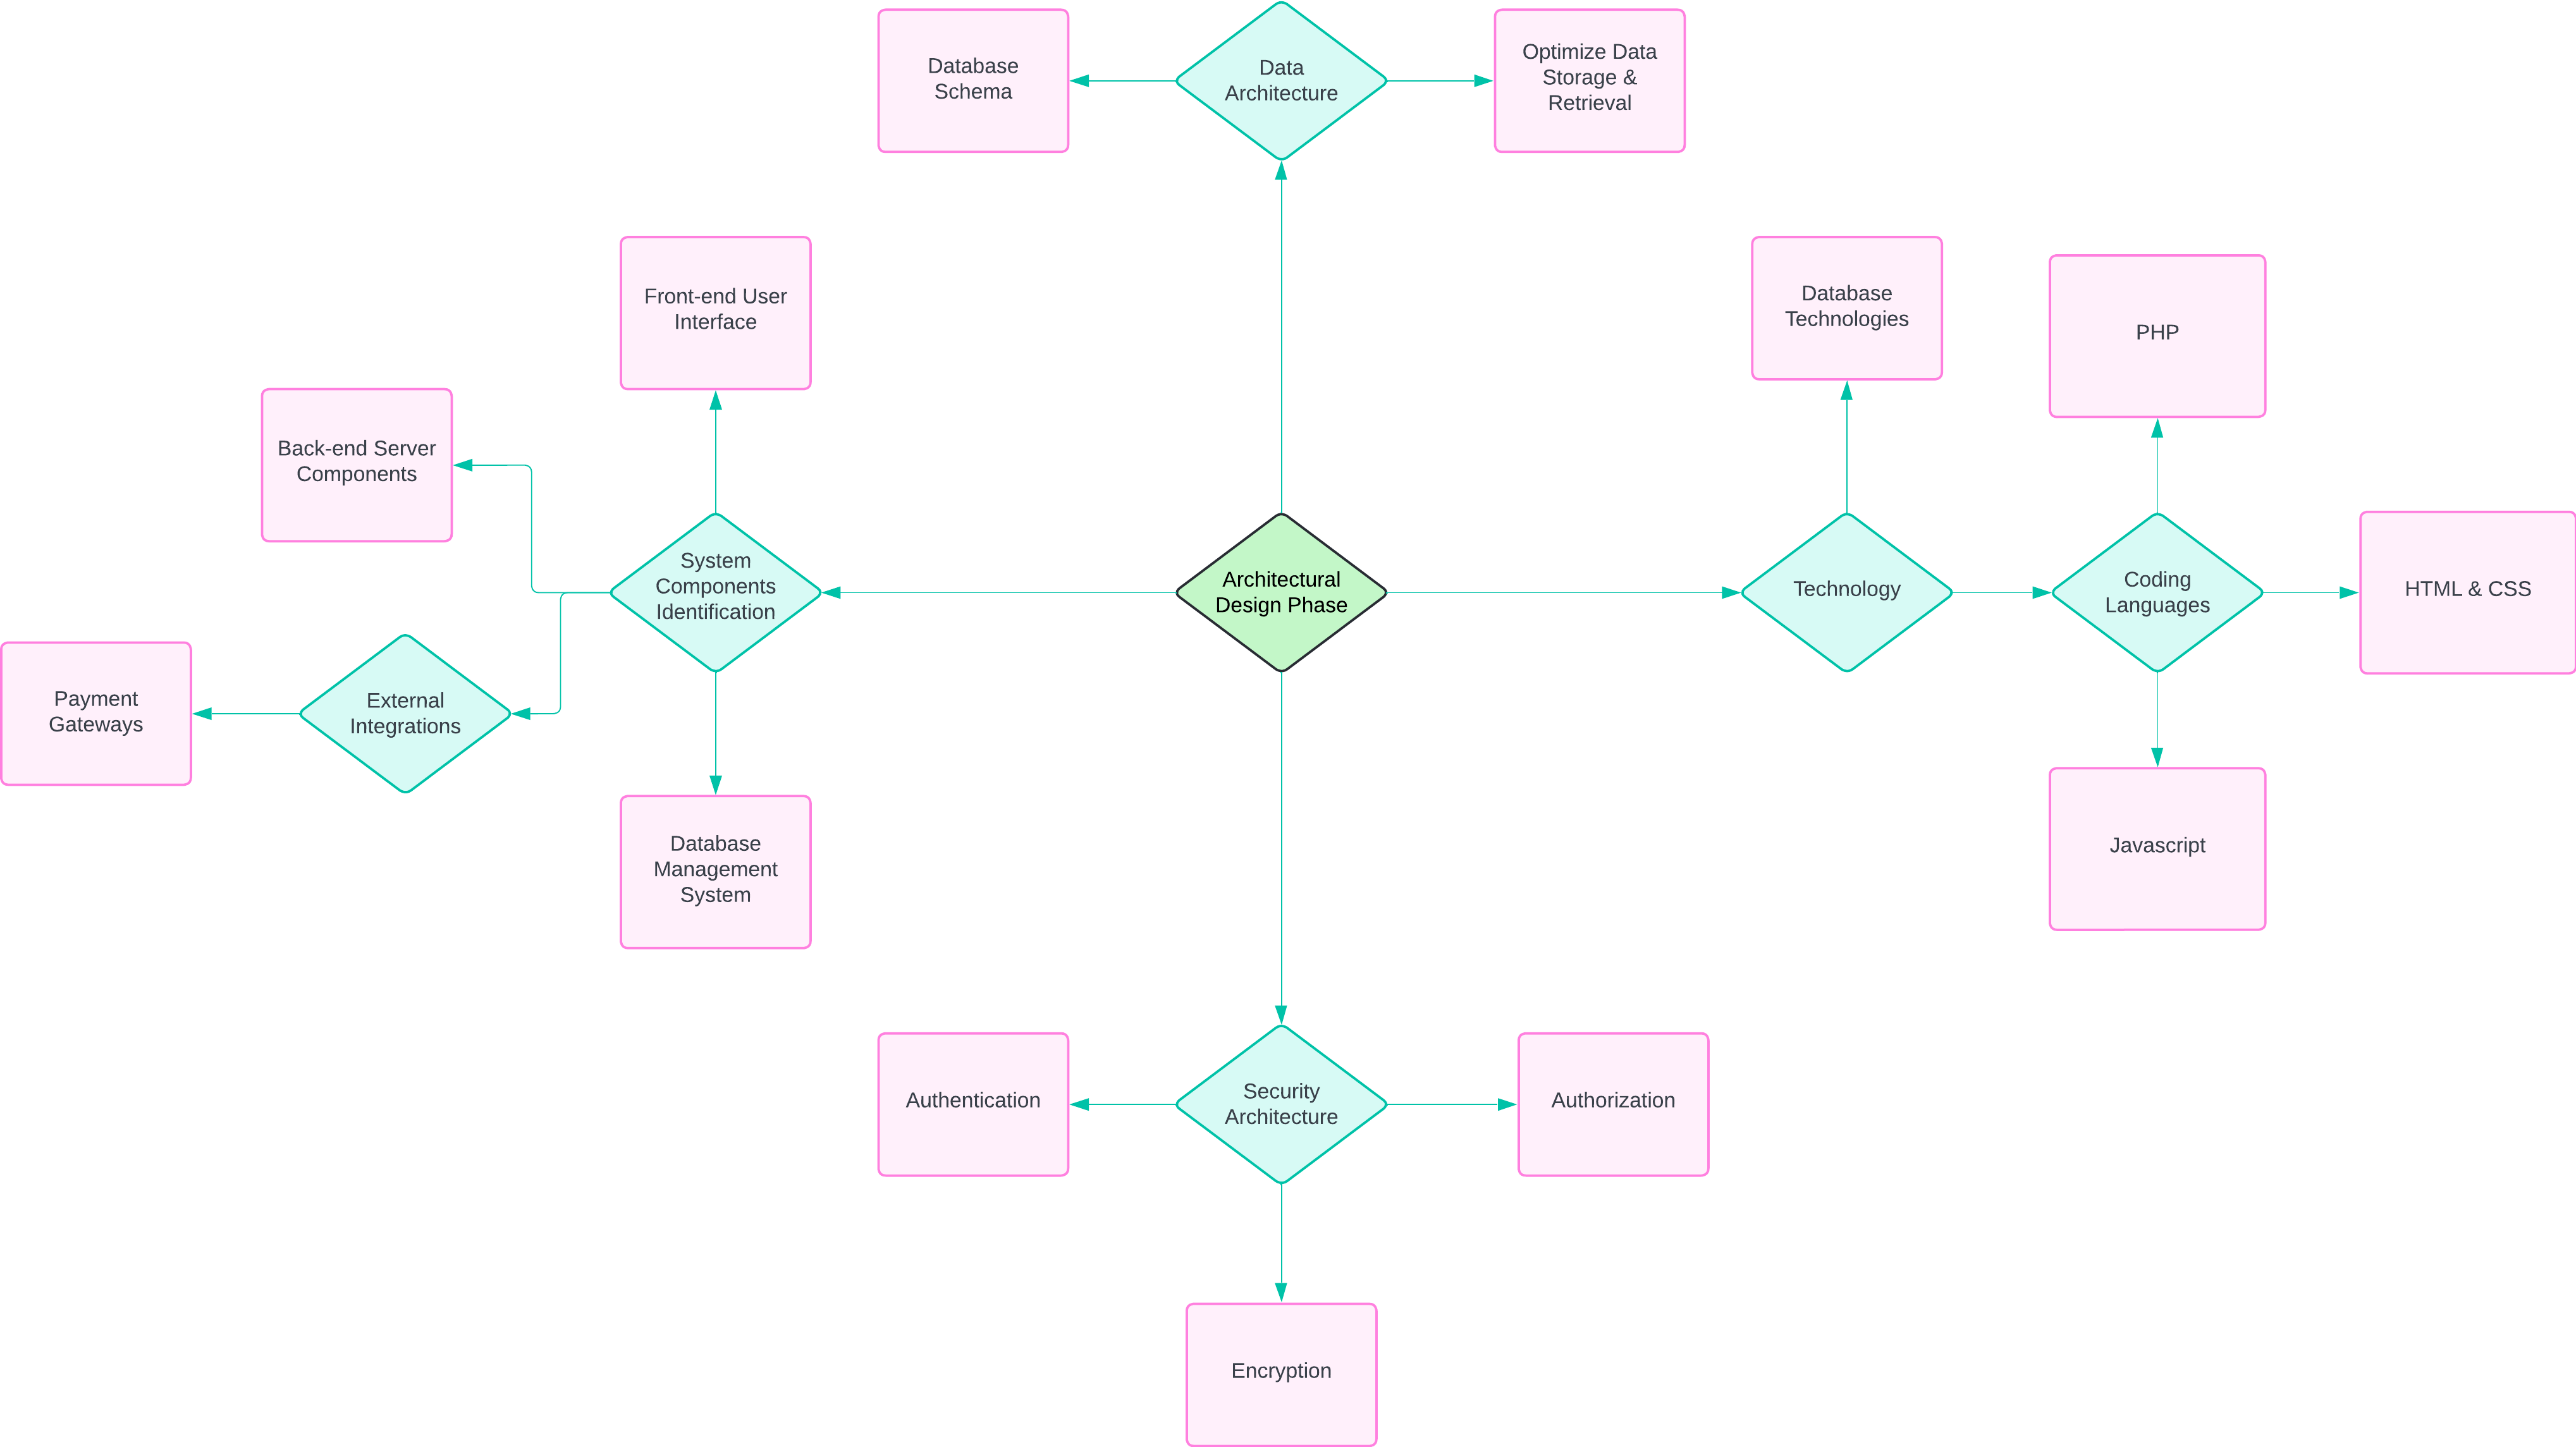 Database
Schema
Data
Architecture
Optimize Data
Storage &
Retrieval
Front-end User
Interface
Database
Technologies
PHP
Back-end Server
Components
System
Components
Identification
Architectural
Design Phase
Technology
Coding
Languages
HTML & CSS
Payment
Gateways
External
Integrations
Database
Management
System
Javascript
Authentication
Security
Architecture
Authorization
Encryption